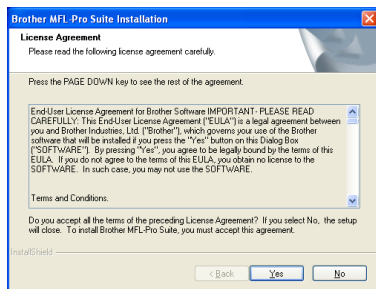 Brother MFL-Pro Suite Installation
License Agreement
Please read the following license agreement carefully.
Press the PAGE DOWN key to see the rest of the agreement.
End-User License Agreement for Brother Software IMPORTANT- PLEASE READ
CAREFULLY: This End-User License Agreement ("EULA") is a legal agreement between
you and Brother Industries, Ltd. ("Brother"), which governs your use of the Brother
software that will be installed if you press the "Yes" button on this Dialog Box
("SOFTWARE"). By pressing "Yes", you agree to be legally bound by the terms of this
EULA. If you do not agree to the terms of this EULA, you obtain no license to the
SOFTWARE. In such case, you may not use the SOFTWARE.
Terms and Conditions.
Do you accept all the terms of the preceding License Agreement? If you select No, the setup
will close. To install Brother MFL-Pro Suite, you must accept this agreement.
InstallShield
< Back Yes No